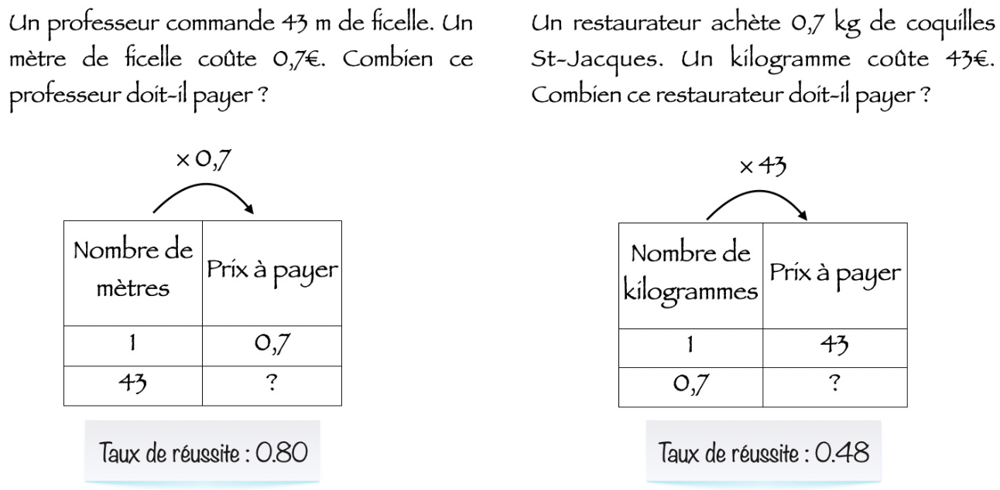 Un professeur commande 43 m de ficelle. Un
mètre de ficelle coûte 0,7€. Combien ce
professeur doit-il payer ?
× 0,7
Nombre de
mètres
Prix à payer
1
0,7
43
?
Taux de réussite : 0.80
Un restaurateur achète 0,7 kg de coquilles
St-Jacques. Un kilogramme coûte 43€.
Combien ce restaurateur doit-il payer ?
× 43
Nombre de
kilogrammes
Prix à payer
1
43
0,7
?
Taux de réussite : 0.48